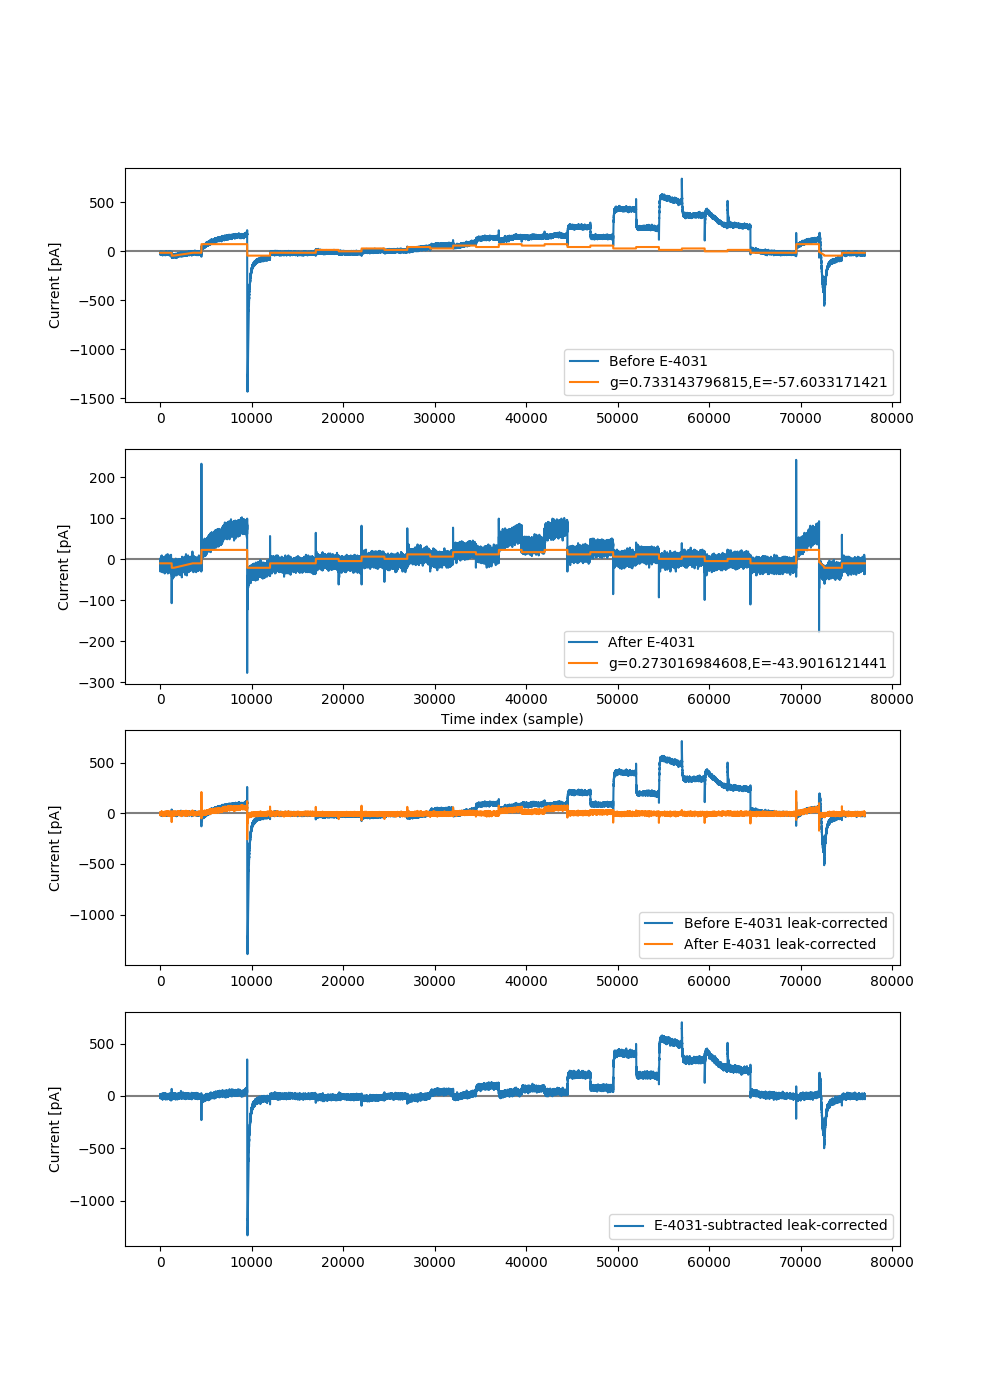 Current [pA]
500
0
−500
−1000
−1500
Before E-4031
g=0.733143796815,E=-57.6033171421
0 10000 20000 30000 40000 50000 60000 70000 80000
Current [pA]
200
100
0
−100
−200
−300
After E-4031
g=0.273016984608,E=-43.9016121441
0 10000 20000 30000 40000 50000 60000 70000 80000
Time index (sample)
Current [pA]
500
0
−500
−1000
Before E-4031 leak-corrected
After E-4031 leak-corrected
0 10000 20000 30000 40000 50000 60000 70000 80000
Current [pA]
500
0
−500
−1000
E-4031-subtracted leak-corrected
0 10000 20000 30000 40000 50000 60000 70000 80000